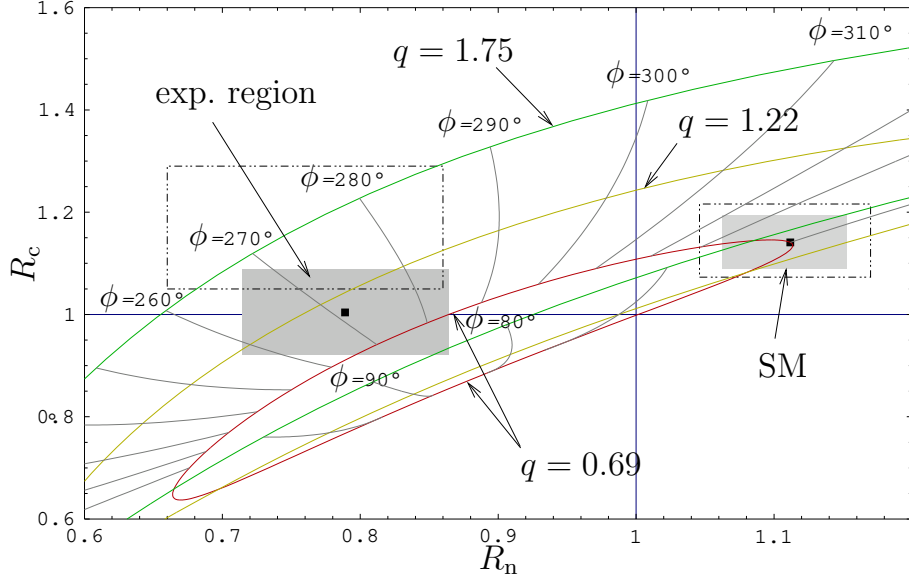 1.6
ϕ=310°
q = 1.75
ϕ=300°
1.4
exp. region
ϕ=290°
q = 1.22
ϕ=280°
1.2
ϕ=270°
R_c
ϕ=260°
1
ϕ=80°
SM
ϕ=90°
0.8
q = 0.69
0.6
0.6
0.7
0.8
0.9
1
1.1
R_n